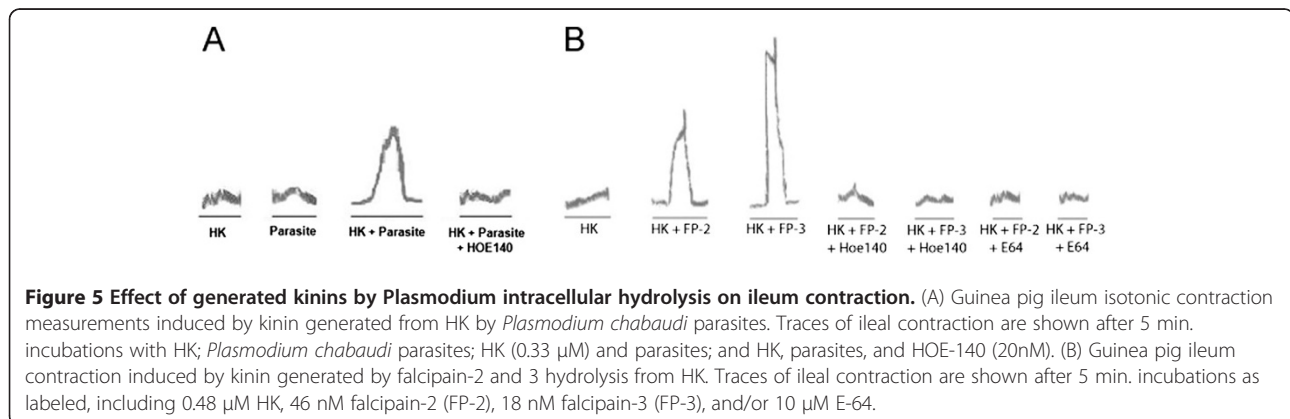 A
B
HK
Parasite
HK + Parasite
HK + Parasite
+ HOE140
HK
HK + FP-2
HK + FP-3
HK + FP-2
+ Hoe140
HK + FP-3
+ Hoe140
HK + FP-2
+ E64
HK + FP-3
+ E64
Figure 5 Effect of generated kinins by Plasmodium intracellular hydrolysis on ileum contraction. (A) Guinea pig ileum isotonic contraction
measurements induced by kinin generated from HK by Plasmodium chabaudi parasites. Traces of ileal contraction are shown after 5 min.
incubations with HK; Plasmodium chabaudi parasites; HK (0.33 μM) and parasites; and HK, parasites, and HOE-140 (20nM). (B) Guinea pig ileum
contraction induced by kinin generated by falcipain-2 and 3 hydrolysis from HK. Traces of ileal contraction are shown after 5 min. incubations as
labeled, including 0.48 μM HK, 46 nM falcipain-2 (FP-2), 18 nM falcipain-3 (FP-3), and/or 10 μM E-64.